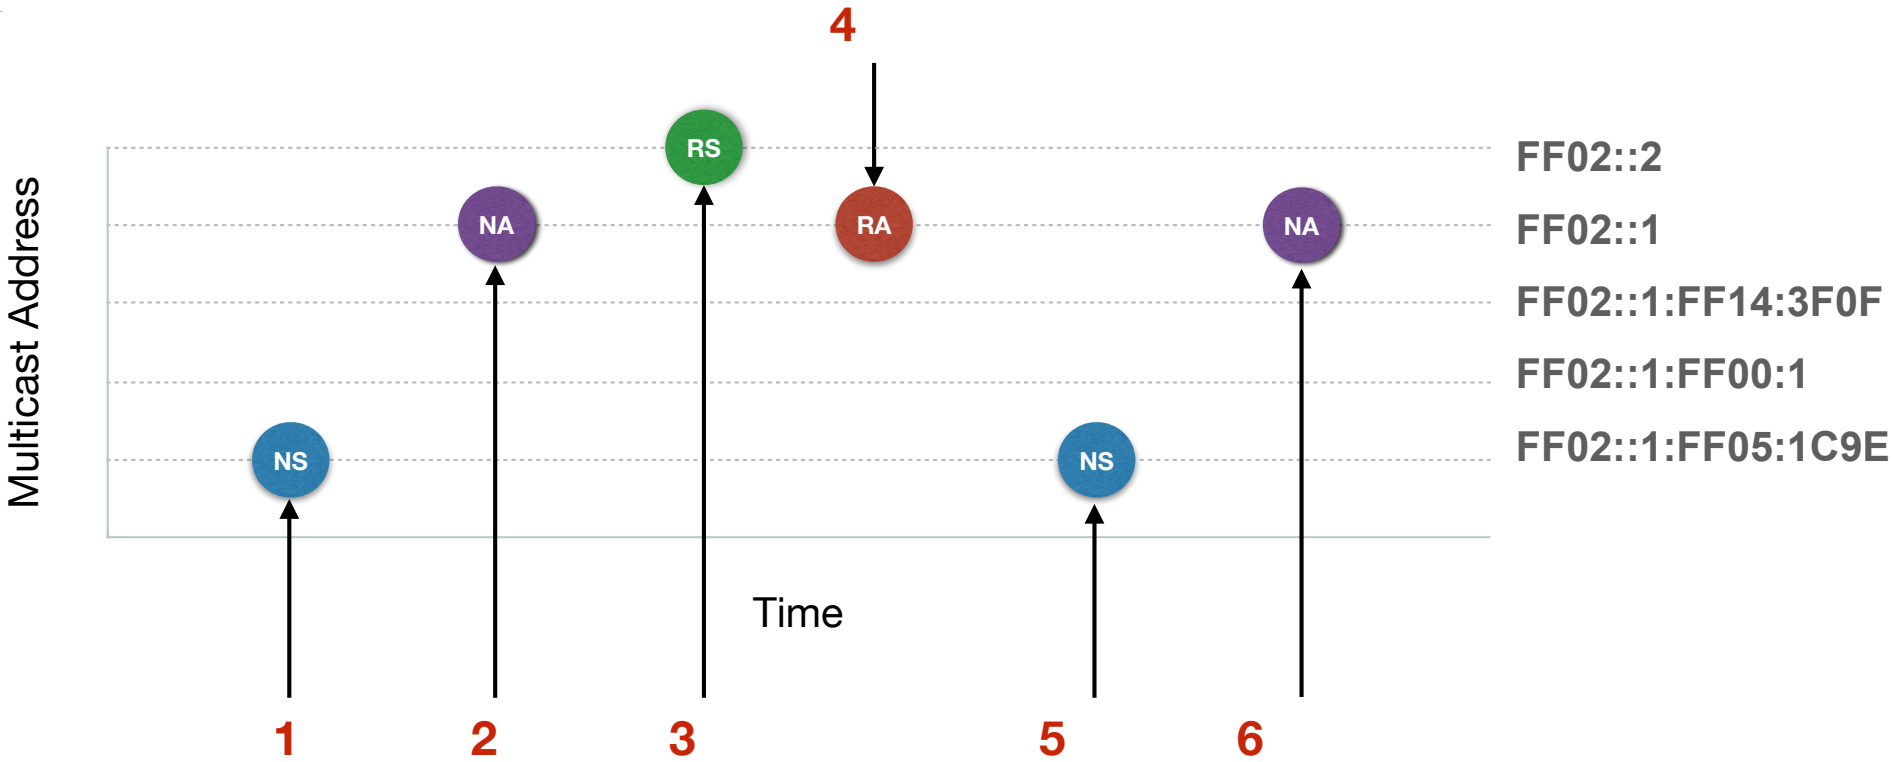 4
RS
FF02::2
NA
RA
NA
FF02::1
FF02::1:FF14:3F0F
FF02::1:FF00:1
NS
NS
FF02::1:FF05:1C9E
Multicast Address
Time
1
2
3
5
6